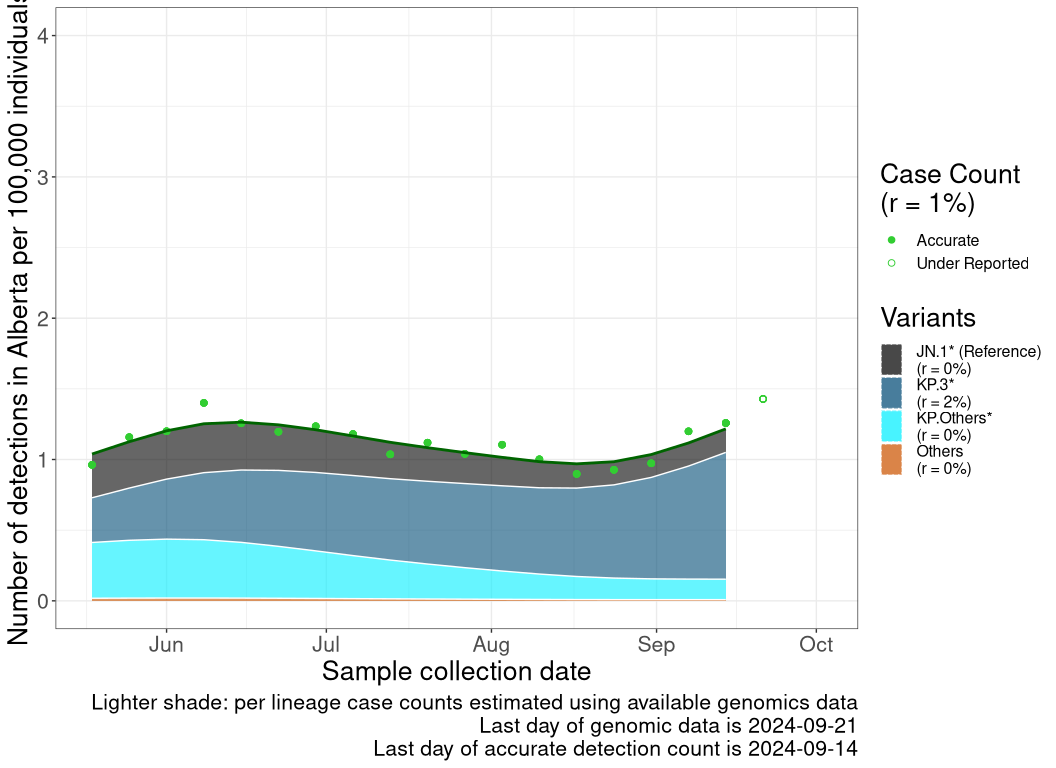 Number of detections in Alberta per 100,000 individuals
4
3
2
1
0
Jun Jul Aug Sep Oct
Sample collection date
Lighter shade: per lineage case counts estimated using available genomics data
Last day of genomic data is 2024-09-21
Last day of accurate detection count is 2024-09-14
Case Count
(r = 1%)
Accurate
Under Reported
Variants
JN.1* (Reference)
(r = 0%)
KP.3*
(r = 2%)
KP.Others*
(r = 0%)
Others
(r = 0%)